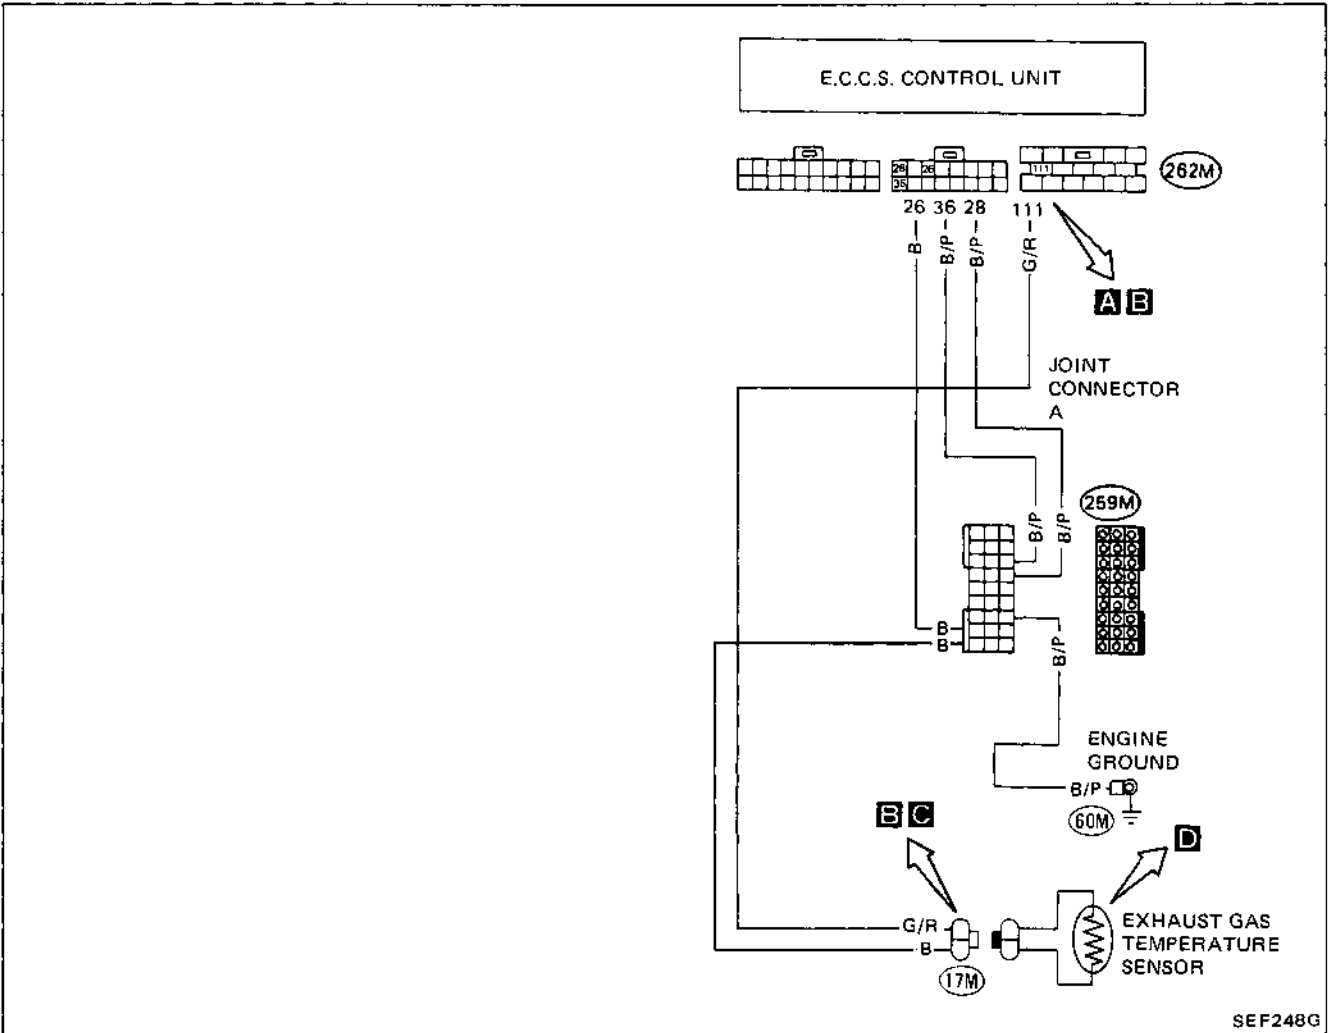 E.C.C.S. CONTROL UNIT
28 26
36
111
262M
26 36 28 111
B B/P B/P G/R
A B
JOINT
CONNECTOR
A
259M
B/P B/P
B
B
B/P
ENGINE
GROUND
B/P
60M
B C
D
G/R
B
17M
EXHAUST GAS
TEMPERATURE
SENSOR
SEF248G